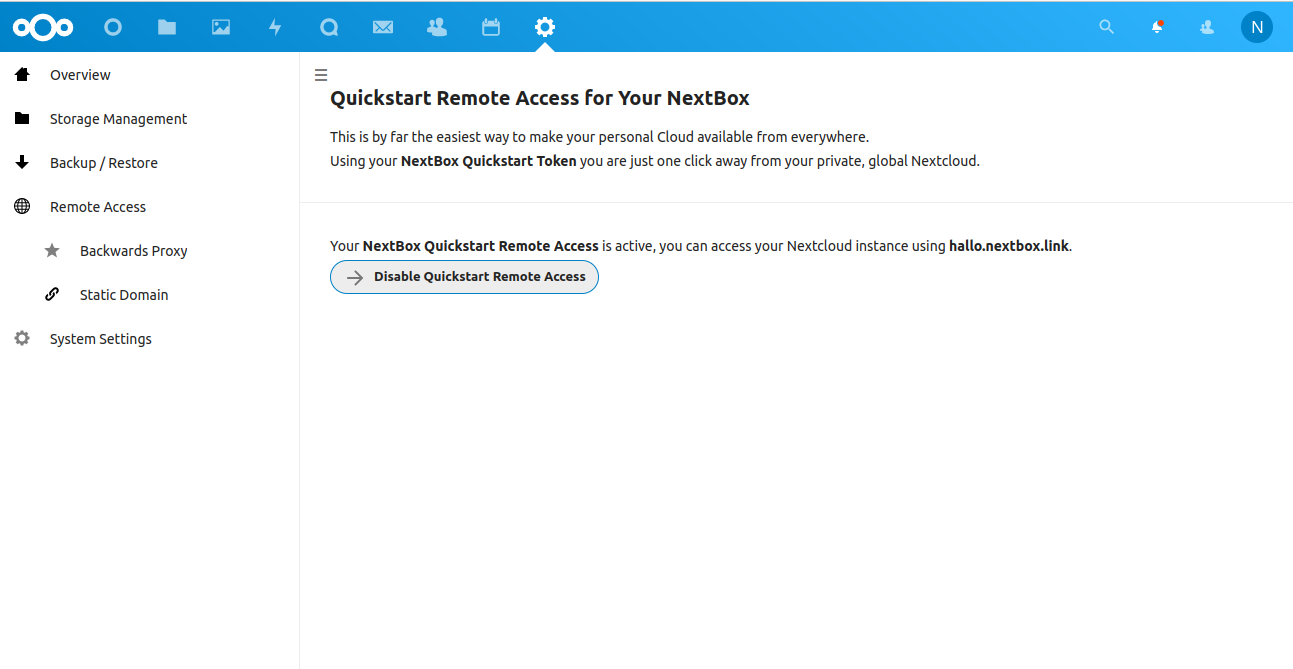 N
Overview
Storage Management
Backup / Restore
Remote Access
Backwards Proxy
Static Domain
System Settings
Quickstart Remote Access for Your NextBox
This is by far the easiest way to make your personal Cloud available from everywhere.
Using your NextBox Quickstart Token you are just one click away from your private, global Nextcloud.
Your NextBox Quickstart Remote Access is active, you can access your Nextcloud instance using hallo.nextbox.link.
Disable Quickstart Remote Access